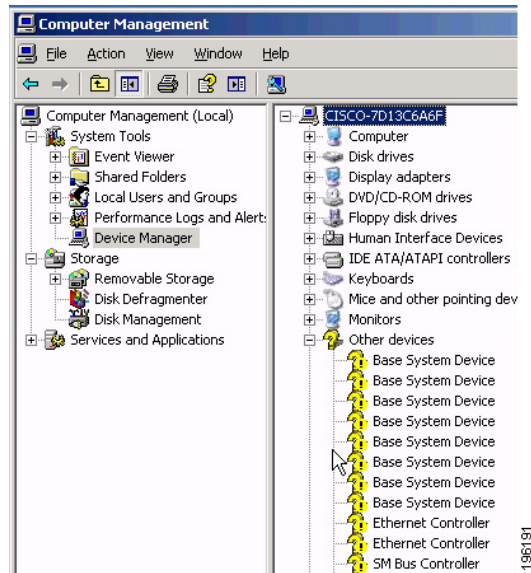 Computer Management
File Action View Window Help
Computer Management (Local)
System Tools
Event Viewer
Shared Folders
Local Users and Groups
Performance Logs and Alert:
Device Manager
Storage
Removable Storage
Disk Defragmenter
Disk Management
Services and Applications
CISCO-7D13C6A6F
Computer
Disk drives
Display adapters
DVD/CD-ROM drives
Floppy disk drives
Human Interface Devices
IDE ATA/ATAPI controllers
Keyboards
Mice and other pointing dev
Monitors
Other devices
Base System Device
Base System Device
Base System Device
Base System Device
Base System Device
Base System Device
Base System Device
Base System Device
Ethernet Controller
Ethernet Controller
SM Bus Controller
196191